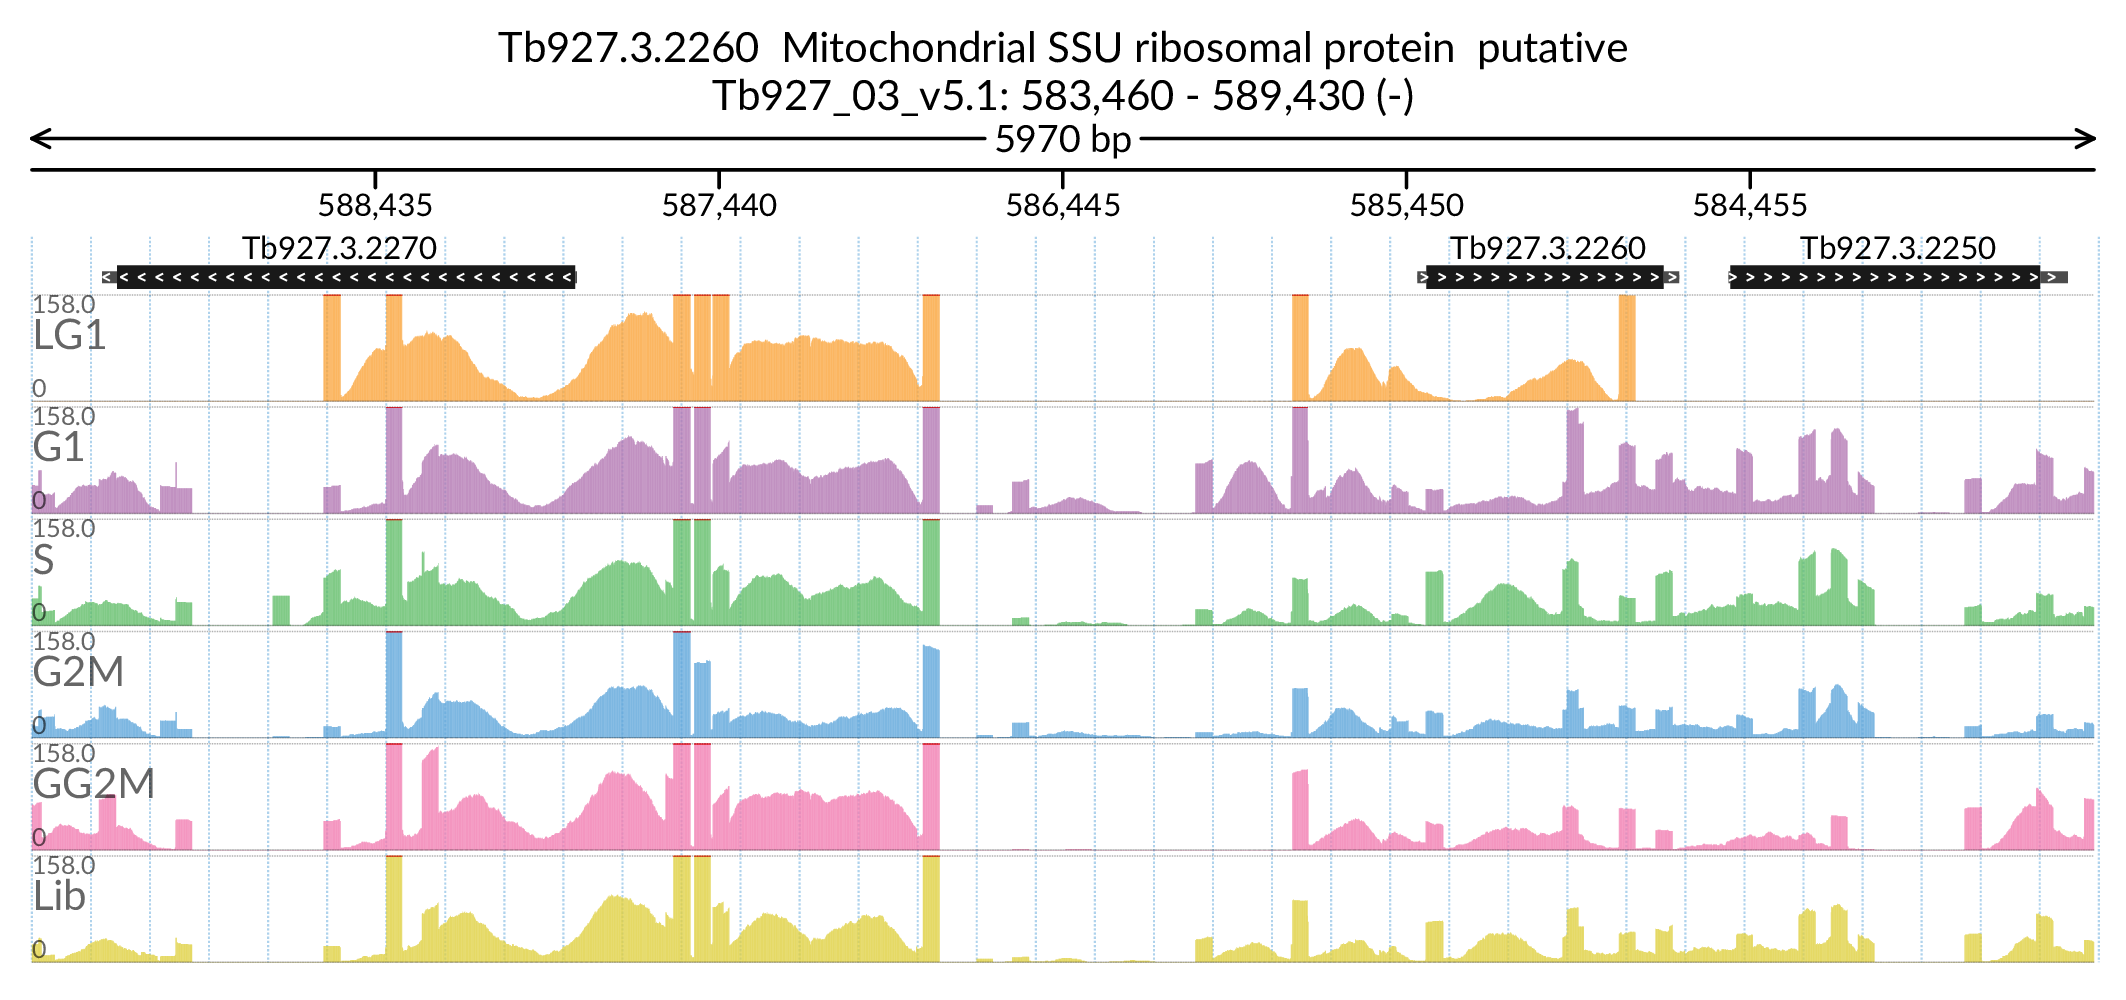 Tb927.3.2260 Mitochondrial SSU ribosomal protein putative
Tb927_03_v5.1: 583,460 - 589,430 (-)
5970 bp
588,435 587,440 586,445 585,450 584,455
Tb927.3.2270 Tb927.3.2260 Tb927.3.2250
158.0
LG1
0
158.0
G1
0
158.0
S
0
158.0
G2M
0
158.0
GG2M
0
158.0
Lib
0